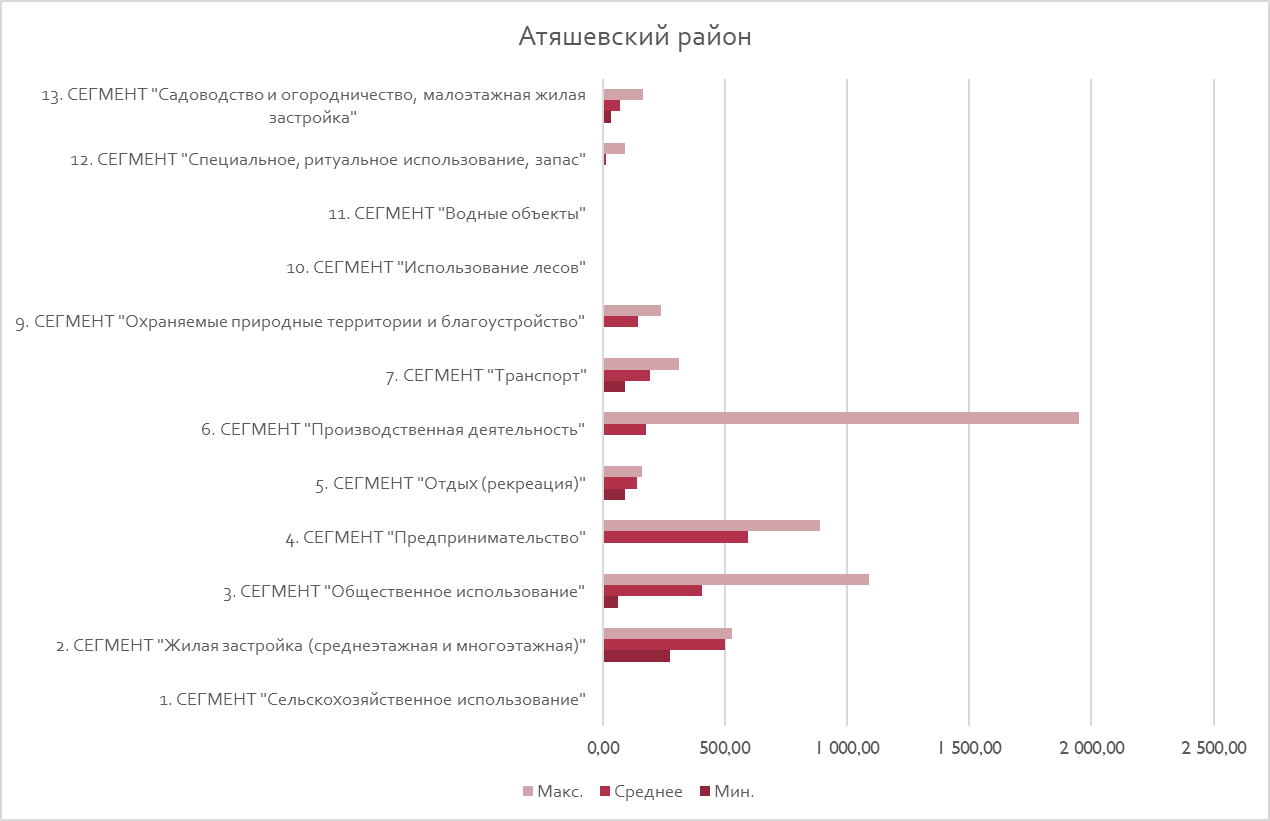 Атяшевский район
13. СЕГМЕНТ "Садоводство и огородничество, малоэтажная жилая
застройка"
12. СЕГМЕНТ "Специальное, ритуальное использование, запас"
11. СЕГМЕНТ "Водные объекты"
10. СЕГМЕНТ "Использование лесов"
9. СЕГМЕНТ "Охраняемые природные территории и благоустройство"
7. СЕГМЕНТ "Транспорт"
6. СЕГМЕНТ "Производственная деятельность"
5. СЕГМЕНТ "Отдых (рекреация)"
4. СЕГМЕНТ "Предпринимательство"
3. СЕГМЕНТ "Общественное использование"
2. СЕГМЕНТ "Жилая застройка (среднеэтажная и многоэтажная)"
1. СЕГМЕНТ "Сельскохозяйственное использование"
0,00 500,00 1 000,00 1 500,00 2 000,00 2 500,00
Макс. Среднее Мин.